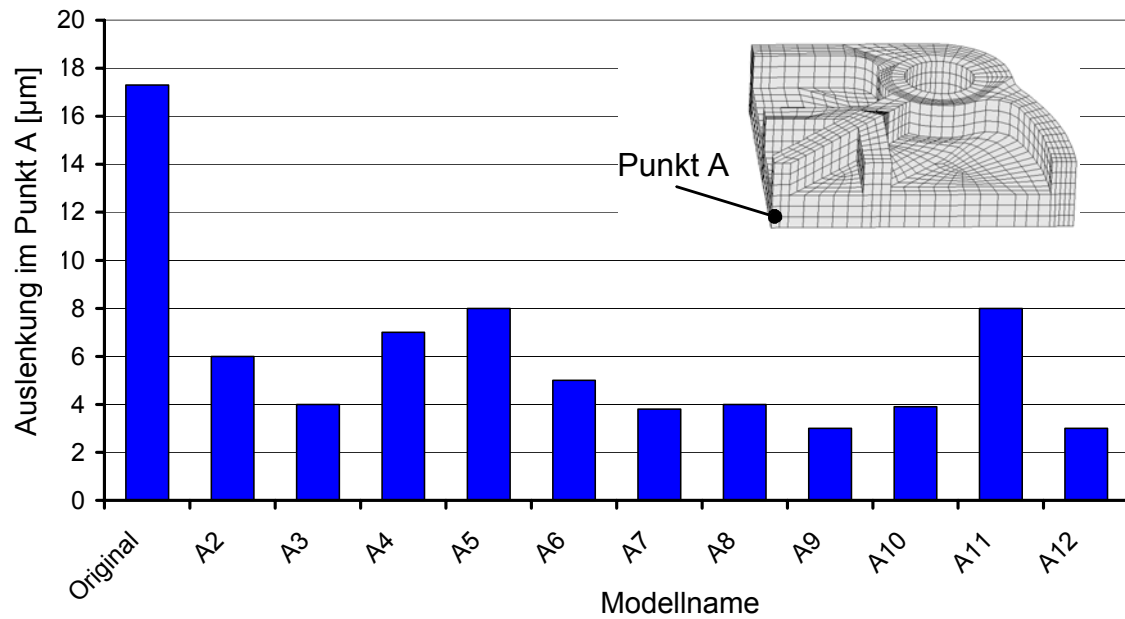 Auslenkung im Punkt A [µm]
20
18
16
14
12
10
8
6
4
2
0
Punkt A
Original
A2
A3
A4
A5
A6
A7
A8
A9
A10
A11
A12
Modellname